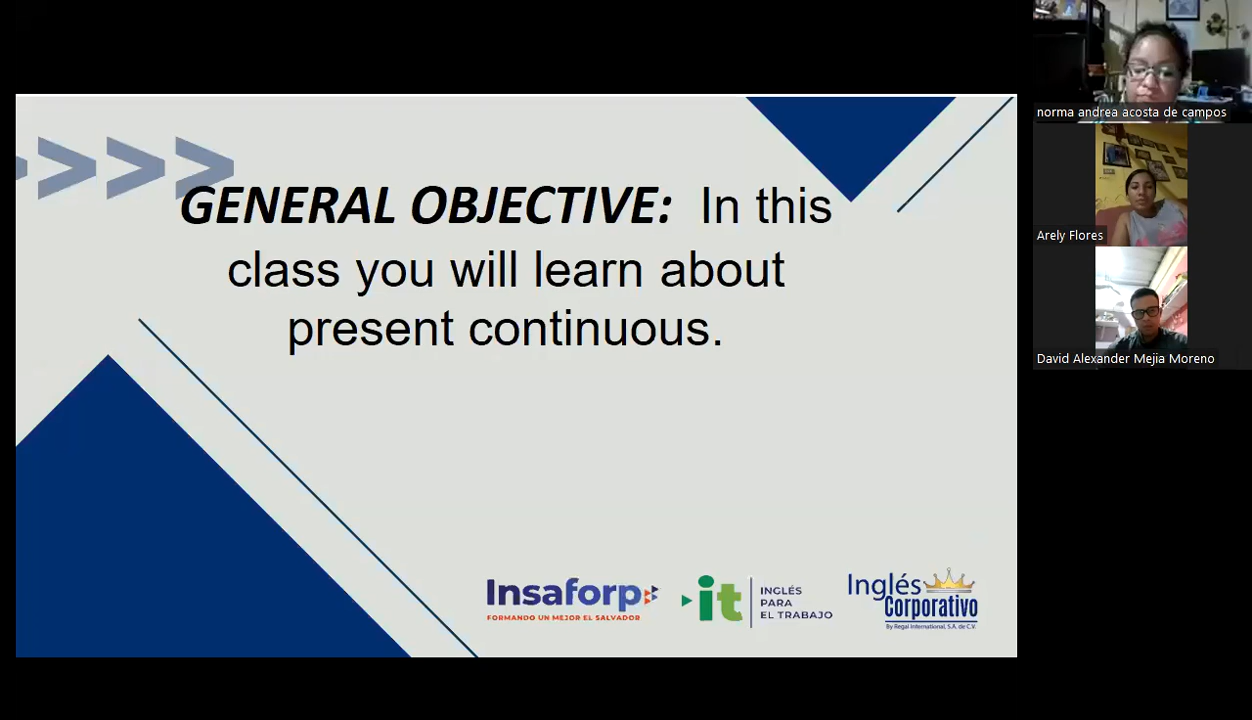 GENERAL OBJECTIVE: In this
class you will learn about
present continuous.
Insaforp
FORMANDO UN MEJOR EL SALVADOR
it
INGLÉS
PARA
EL TRABAJO
Inglés
Corporativo
By Regal International, S.A. de C.V.
norma andrea acosta de campos
Arely Flores
David Alexander Mejia Moreno